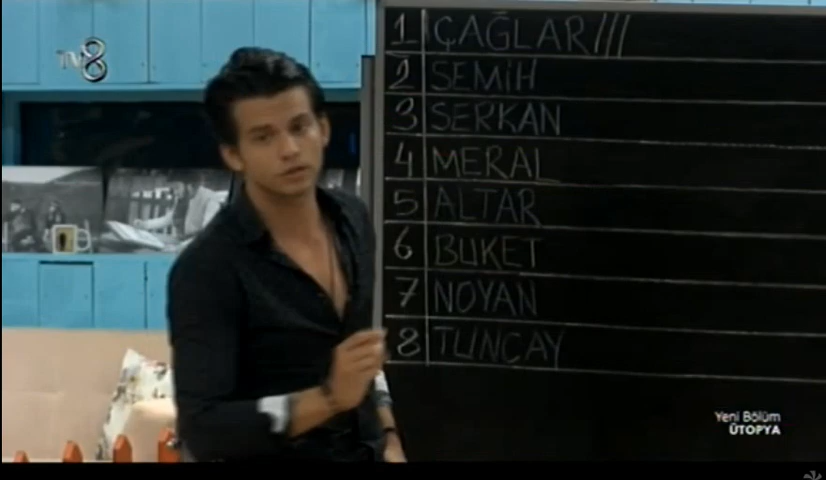 TV8
1 ÇAĞLAR ///
2 SEMİH
3 SERKAN
4 MERAL
5 ALTAR
6 BUKET
7 NOYAN
8 TUNCAY
Yeni Bölüm
ÜTOPYA